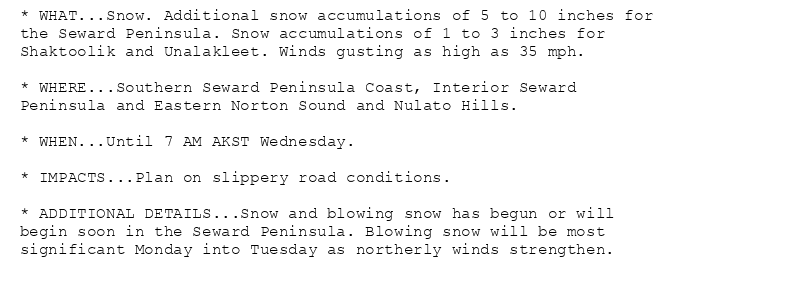 * WHAT...Snow. Additional snow accumulations of 5 to 10 inches for
the Seward Peninsula. Snow accumulations of 1 to 3 inches for
Shaktoolik and Unalakleet. Winds gusting as high as 35 mph.
* WHERE...Southern Seward Peninsula Coast, Interior Seward
Peninsula and Eastern Norton Sound and Nulato Hills.
* WHEN...Until 7 AM AKST Wednesday.
* IMPACTS...Plan on slippery road conditions.
* ADDITIONAL DETAILS...Snow and blowing snow has begun or will
begin soon in the Seward Peninsula. Blowing snow will be most
significant Monday into Tuesday as northerly winds strengthen.